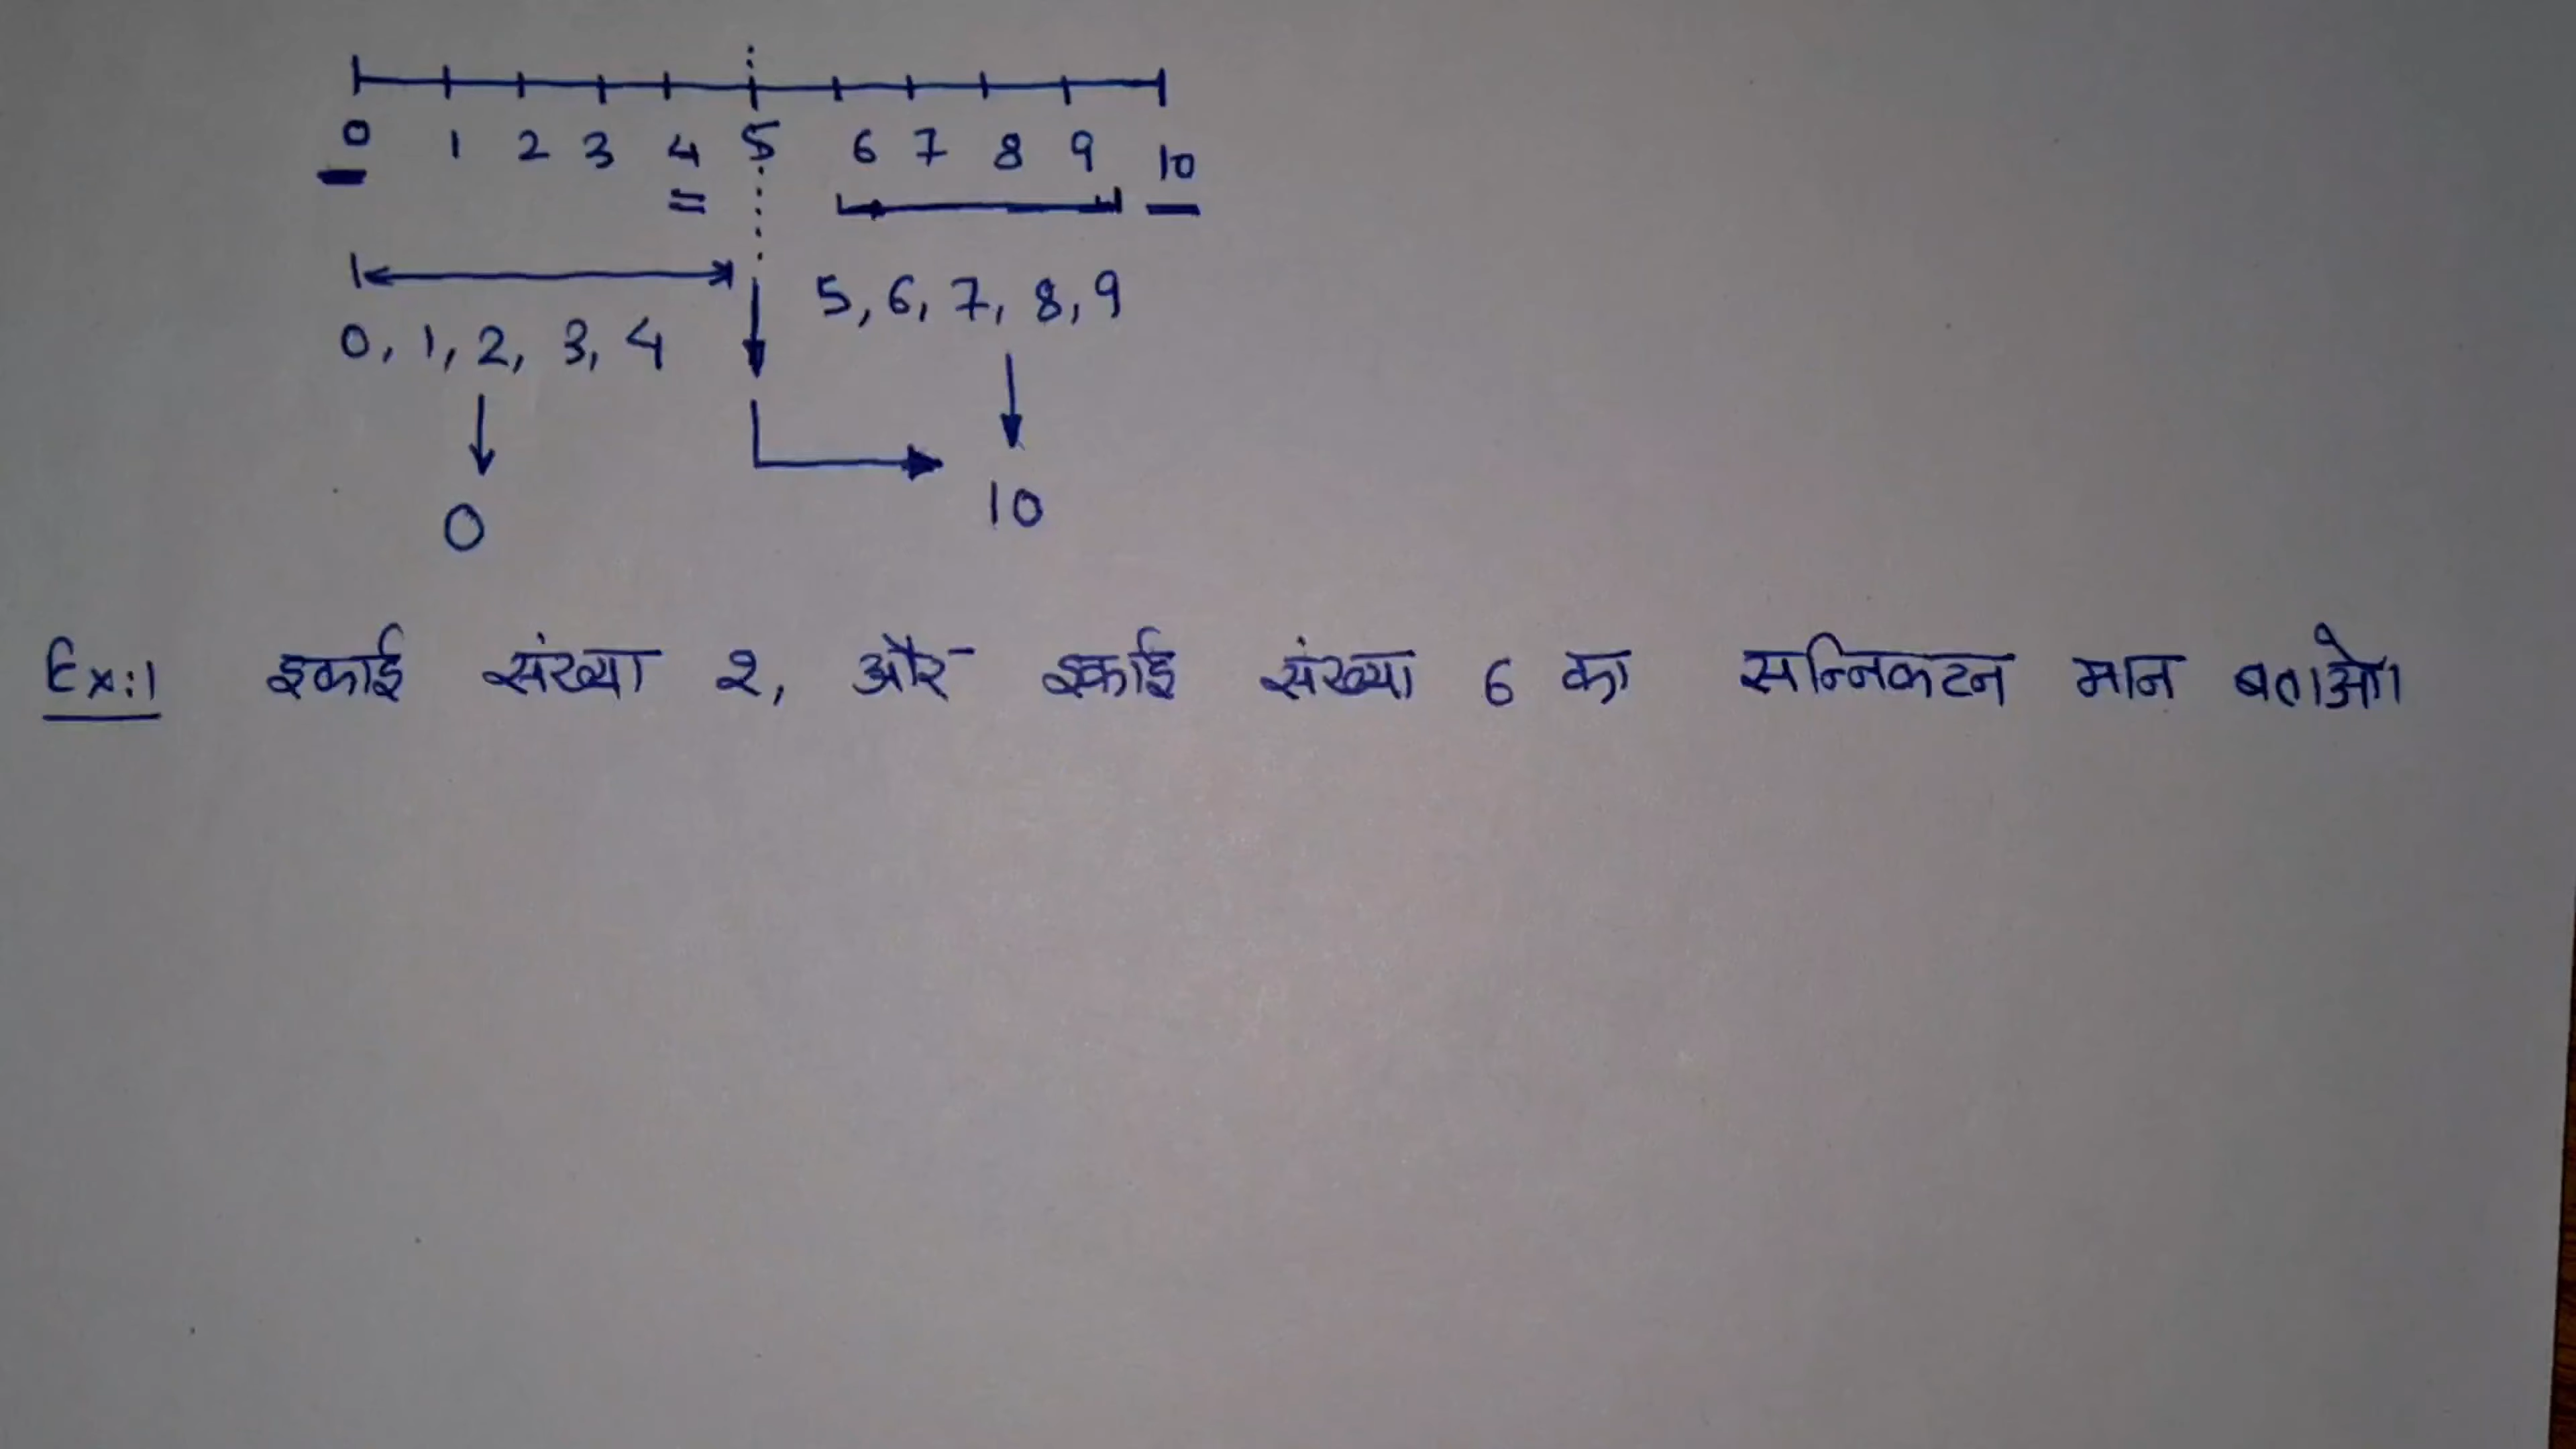 0 1 2 3 4 5 6 7 8 9 10
=
0, 1, 2, 3, 4
5, 6, 7, 8, 9
0
10
Ex:1 इकाई संख्या 2, और इकाई संख्या 6 का सन्निकटन मान बताओ।